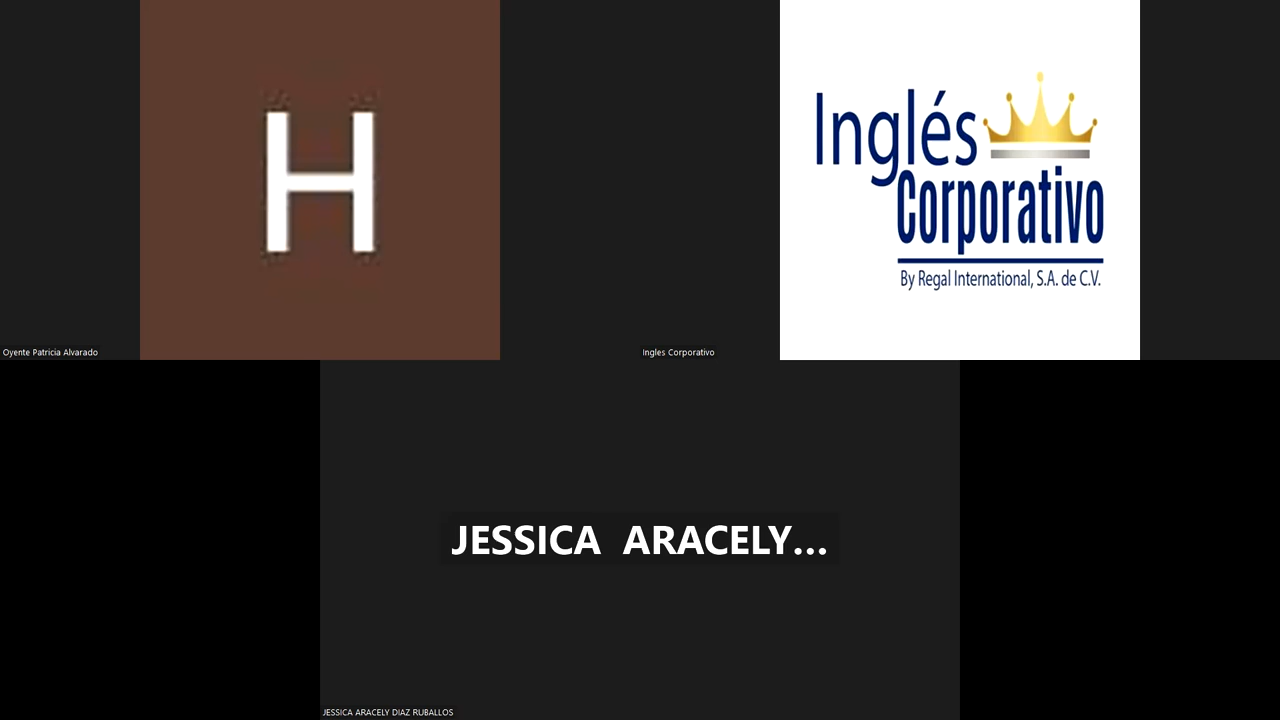 H
Oyente Patricia Alvarado
Inglés
Corporativo
By Regal International, S.A. de C.V.
Ingles Corporativo
JESSICA ARACELY...
JESSICA ARACELY DIAZ RUBALLOS